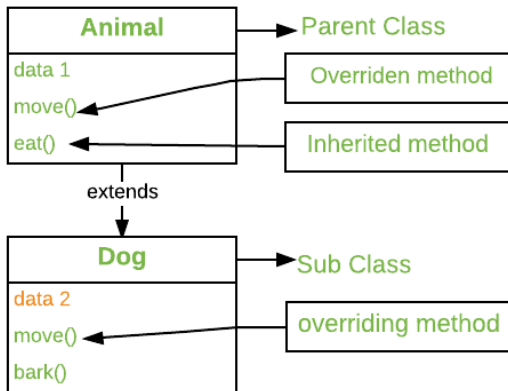 Animal
Parent Class
data 1
Overriden method
move()
eat()
Inherited method
extends
Dog
Sub Class
data 2
move()
overriding method
bark()